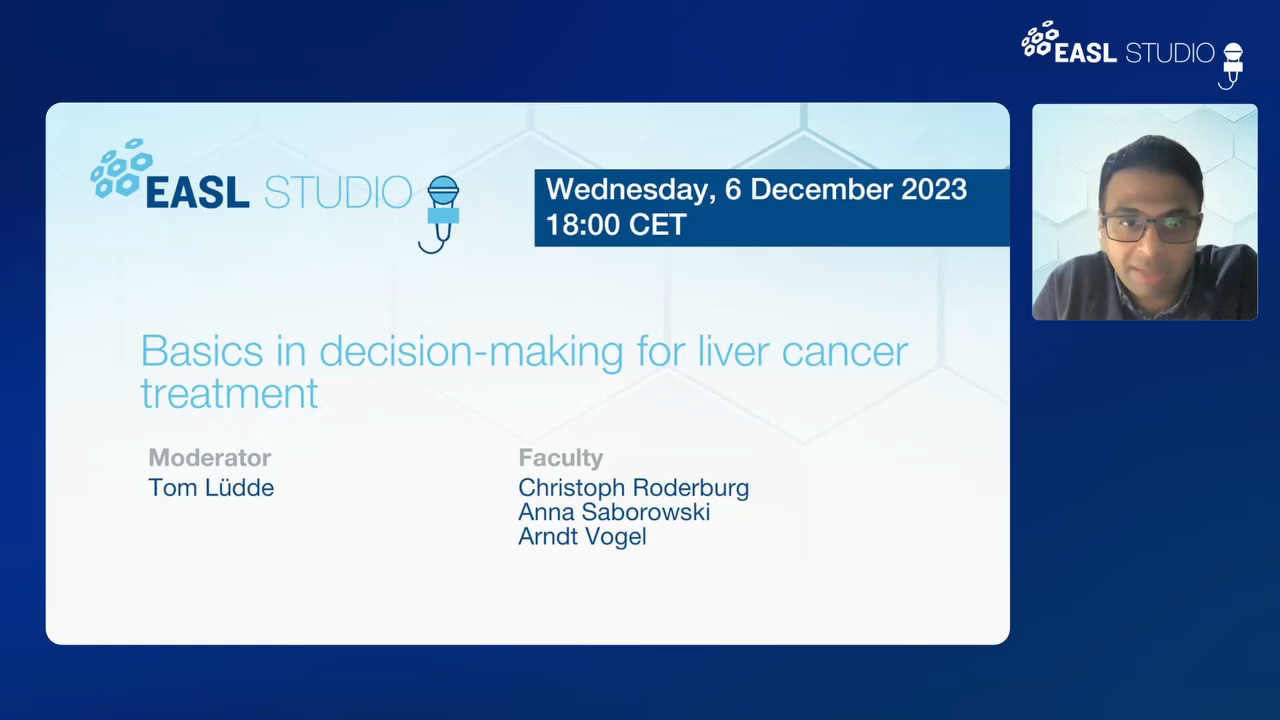 EASL STUDIO
EASL STUDIO
Wednesday, 6 December 2023
18:00 CET
Basics in decision-making for liver cancer
treatment
Moderator
Tom Lüdde
Faculty
Christoph Roderburg
Anna Saborowski
Arndt Vogel